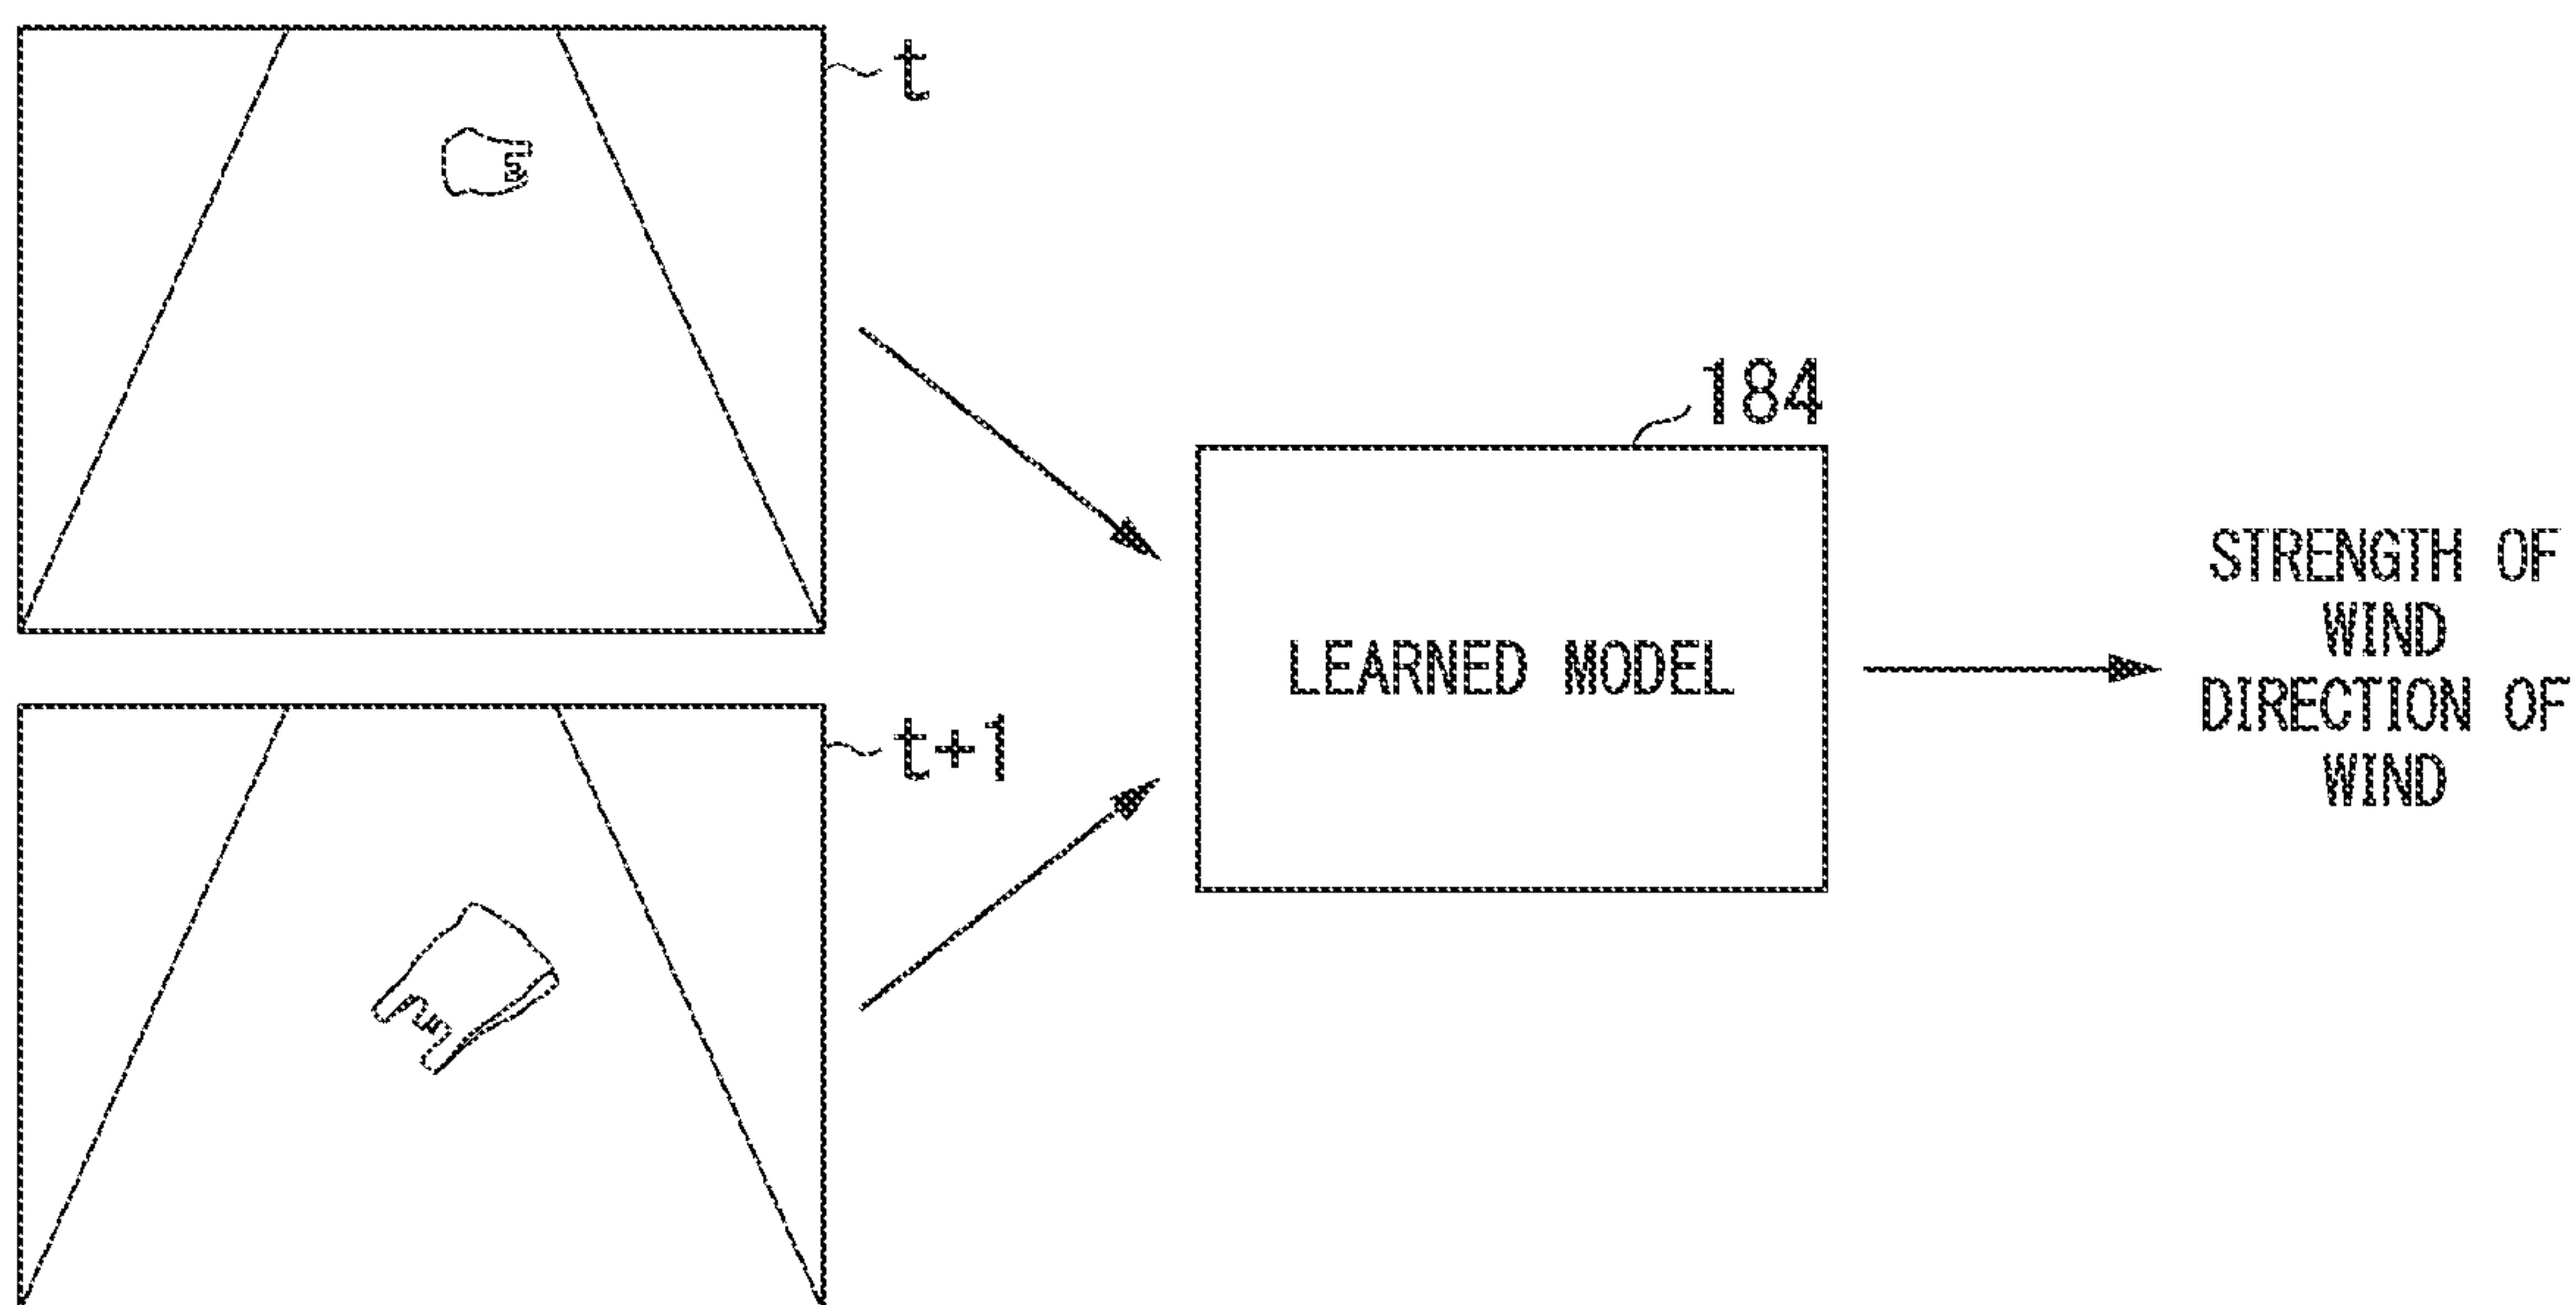 t
t+1
184
LEARNED MODEL
STRENGTH OF
WIND
DIRECTION OF
WIND